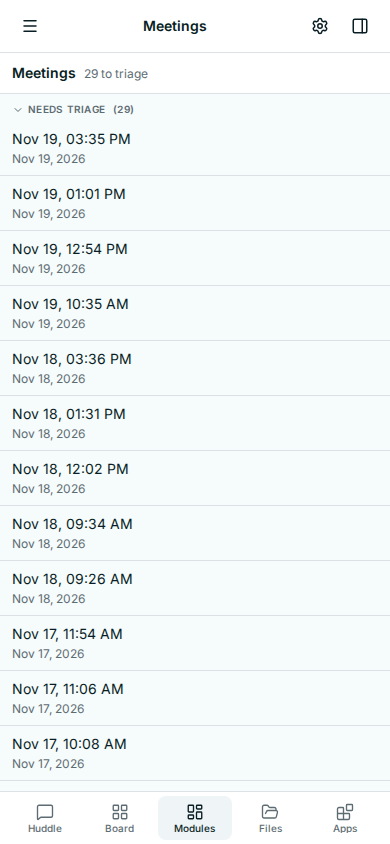 Meetings
Meetings 29 to triage
NEEDS TRIAGE (29)
Nov 19, 03:35 PM
Nov 19, 2026
Nov 19, 01:01 PM
Nov 19, 2026
Nov 19, 12:54 PM
Nov 19, 2026
Nov 19, 10:35 AM
Nov 19, 2026
Nov 18, 03:36 PM
Nov 18, 2026
Nov 18, 01:31 PM
Nov 18, 2026
Nov 18, 12:02 PM
Nov 18, 2026
Nov 18, 09:34 AM
Nov 18, 2026
Nov 18, 09:26 AM
Nov 18, 2026
Nov 17, 11:54 AM
Nov 17, 2026
Nov 17, 11:06 AM
Nov 17, 2026
Nov 17, 10:08 AM
Nov 17, 2026
Huddle Board Modules Files Apps